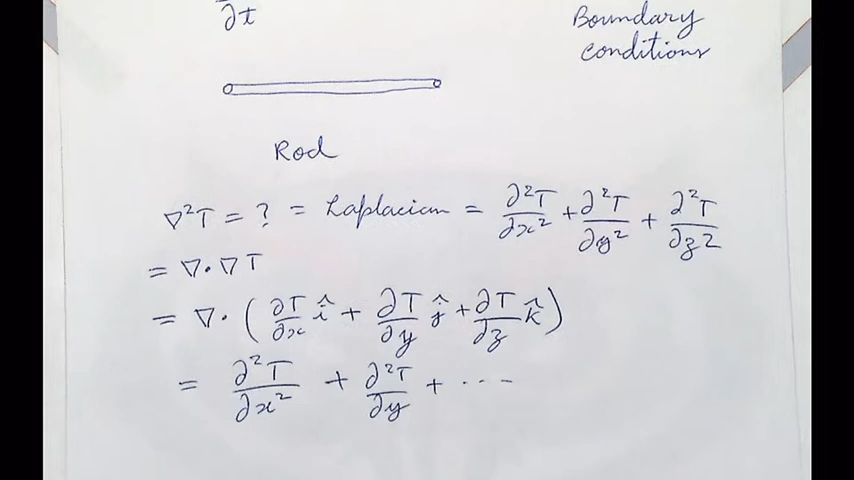 ∂t
Boundary
conditions
Rod
∇²T = ? = Laplacian = ∂²T/∂x² + ∂²T/∂y² + ∂²T/∂z²
= ∇·∇T
= ∇·(∂T/∂x î + ∂T/∂y ĵ + ∂T/∂z k̂)
= ∂²T/∂x² + ∂²T/∂y + ---